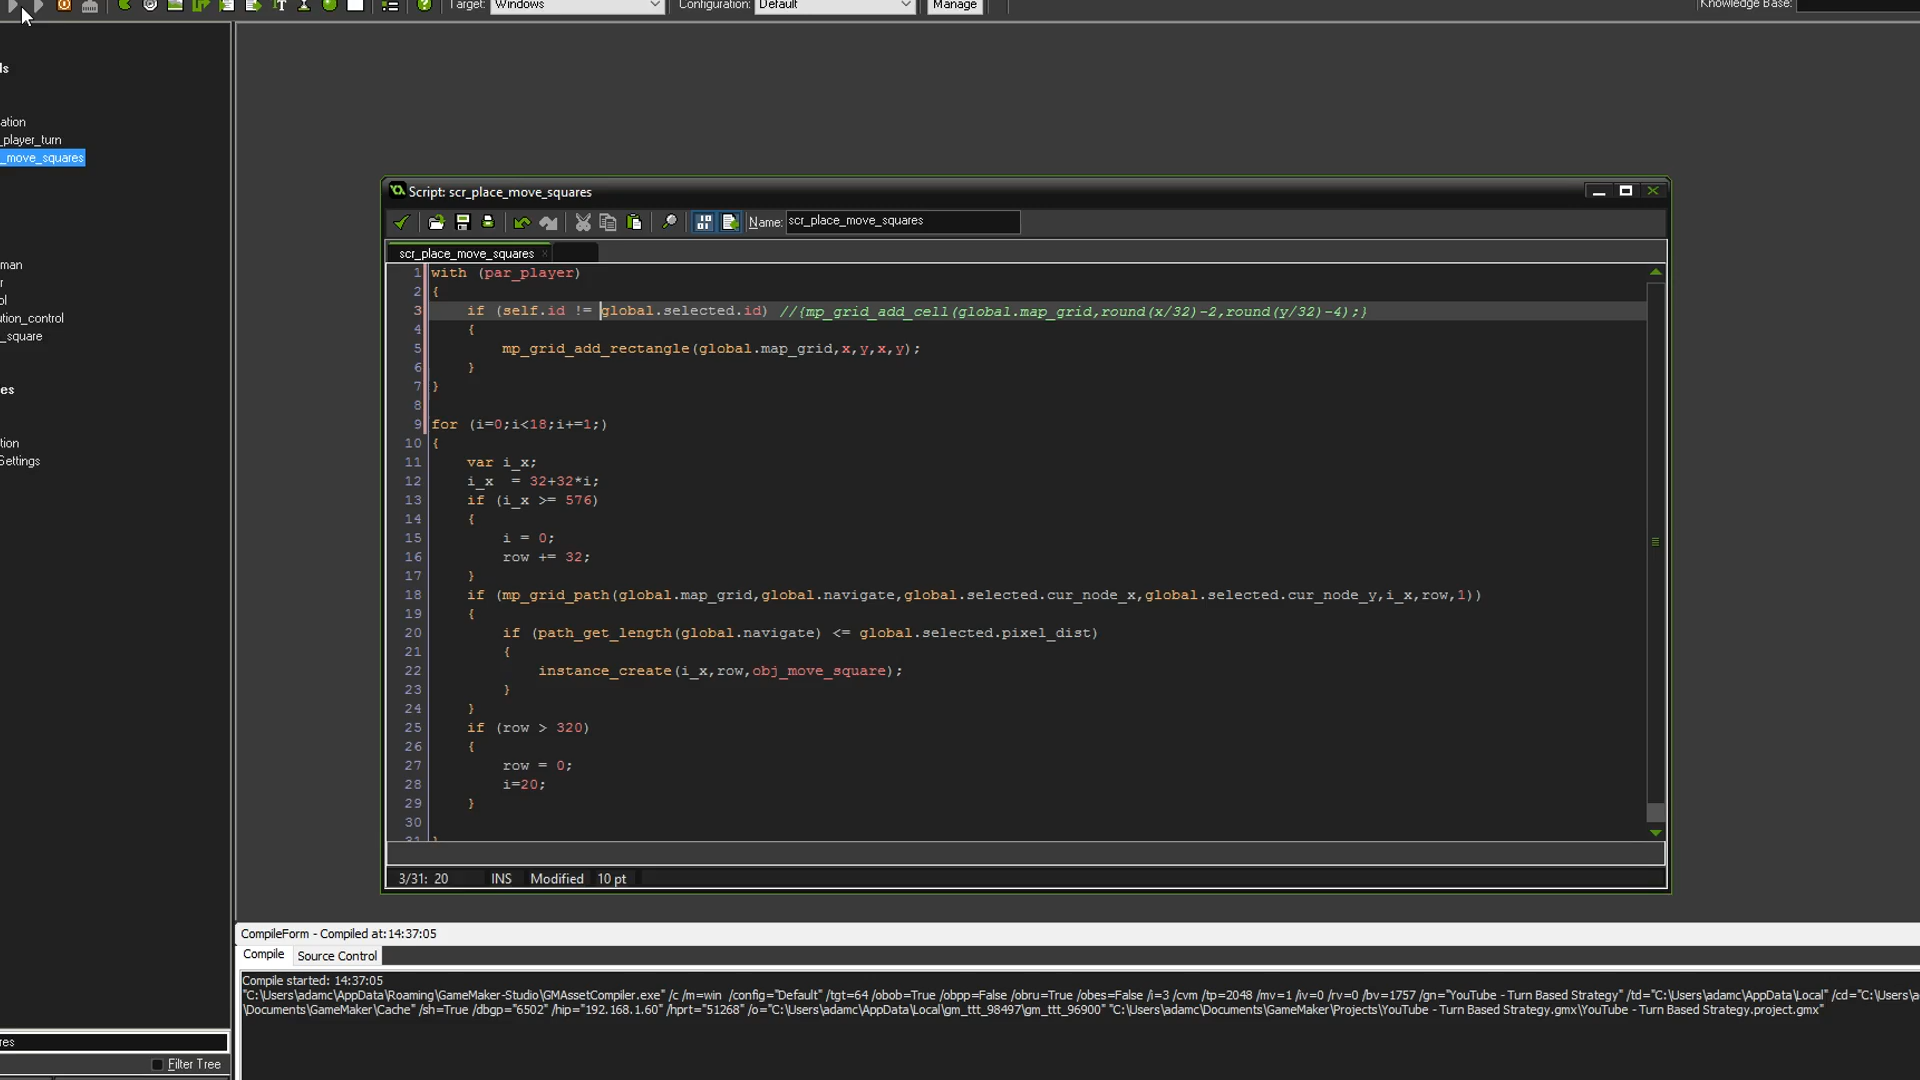 Target: Windows Configuration: Default Manage Knowledge Base:
ls
ation
_player_turn
_move_squares
man
r
ol
ution_control
_square
es
tion
Settings
res
Filter Tree
Script: scr_place_move_squares
Name: scr_place_move_squares
scr_place_move_squares
1 with (par_player)
2 {
3 if (self.id != global.selected.id) //{mp_grid_add_cell(global.map_grid,round(x/32)-2,round(y/32)-4);}
4 {
5 mp_grid_add_rectangle(global.map_grid,x,y,x,y);
6 }
7 }
8
9 for (i=0;i<18;i+=1;)
10 {
11 var i_x;
12 i_x  = 32+32*i;
13 if (i_x >= 576)
14 {
15 i = 0;
16 row += 32;
17 }
18 if (mp_grid_path(global.map_grid,global.navigate,global.selected.cur_node_x,global.selected.cur_node_y,i_x,row,1))
19 {
20 if (path_get_length(global.navigate) <= global.selected.pixel_dist)
21 {
22 instance_create(i_x,row,obj_move_square);
23 }
24 }
25 if (row > 320)
26 {
27 row = 0;
28 i=20;
29 }
30
31 }
3/31: 20 INS Modified 10 pt
CompileForm - Compiled at:14:37:05
Compile Source Control
Compile started: 14:37:05
"C:\Users\adamc\AppData\Roaming\GameMaker-Studio\GMAssetCompiler.exe" /c /m=win /config="Default" /tgt=64 /obob=True /obpp=False /obru=True /obes=False /i=3 /cvm /tp=2048 /mv=1 /iv=0 /rv=0 /bv=1757 /gn="YouTube - Turn Based Strategy" /td="C:\Users\adamc\AppData\Local" /cd="C:\Users\a
\Documents\GameMaker\Cache" /sh=True /dbgp="6502" /hip="192.168.1.60" /hprt="51268" /o="C:\Users\adamc\AppData\Local\gm_ttt_98497\gm_ttt_96900" "C:\Users\adamc\Documents\GameMaker\Projects\YouTube - Turn Based Strategy.gmx\YouTube - Turn Based Strategy.project.gmx"